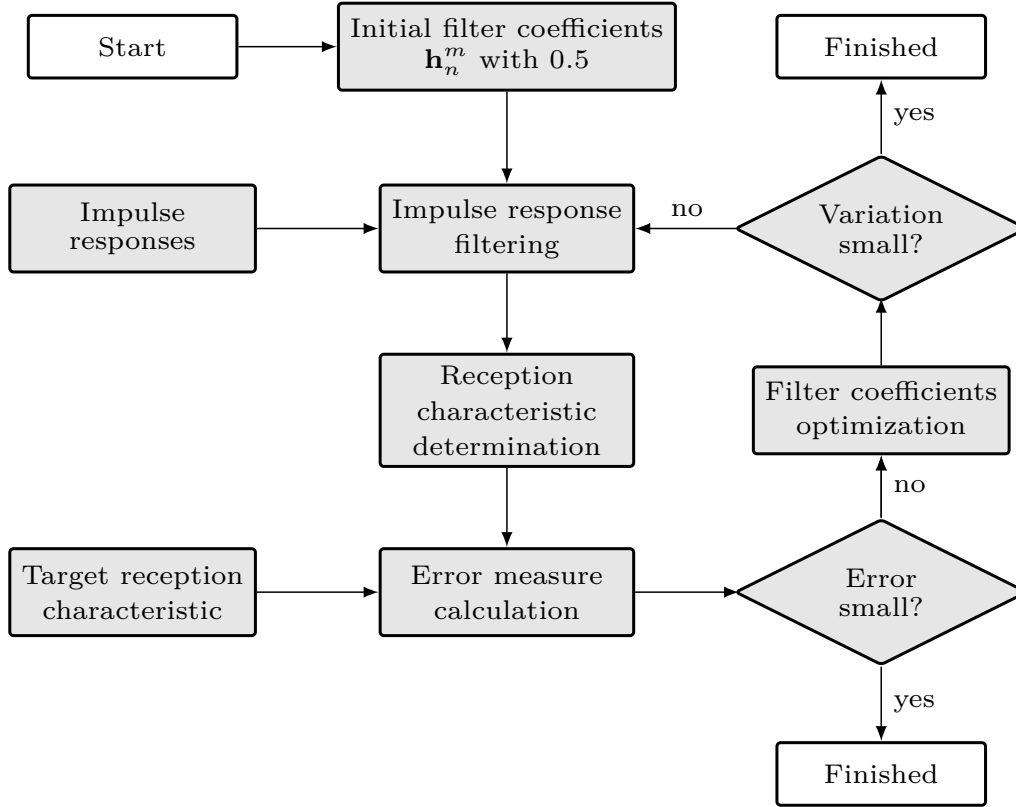 Start
Initial filter coefficients
h_n^m with 0.5
Finished
yes
Impulse
responses
Impulse response
filtering
no
Variation
small?
Reception
characteristic
determination
Filter coefficients
optimization
no
Target reception
characteristic
Error measure
calculation
Error
small?
yes
Finished